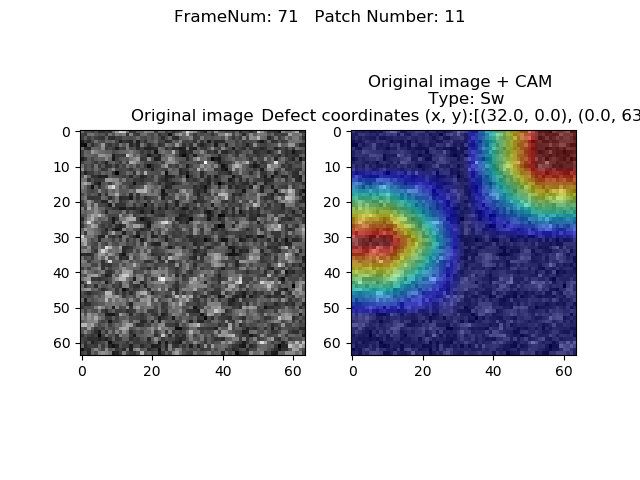 FrameNum: 71   Patch Number: 11
Original image + CAM
Type: Sw
Original image
Defect coordinates (x, y):[(32.0, 0.0), (0.0, 63
0
10
20
30
40
50
60
0 20 40 60
0
10
20
30
40
50
60
0 20 40 60